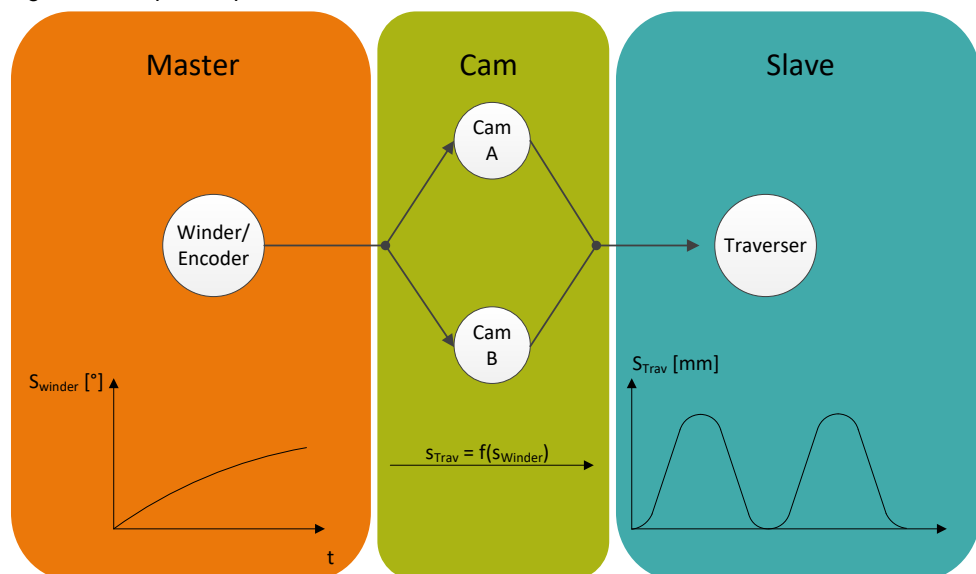 Master
Cam
Slave
Cam
A
Winder/
Encoder
Traverser
Cam
B
Swinder [°]
t
sTrav = f(sWinder)
STrav [mm]